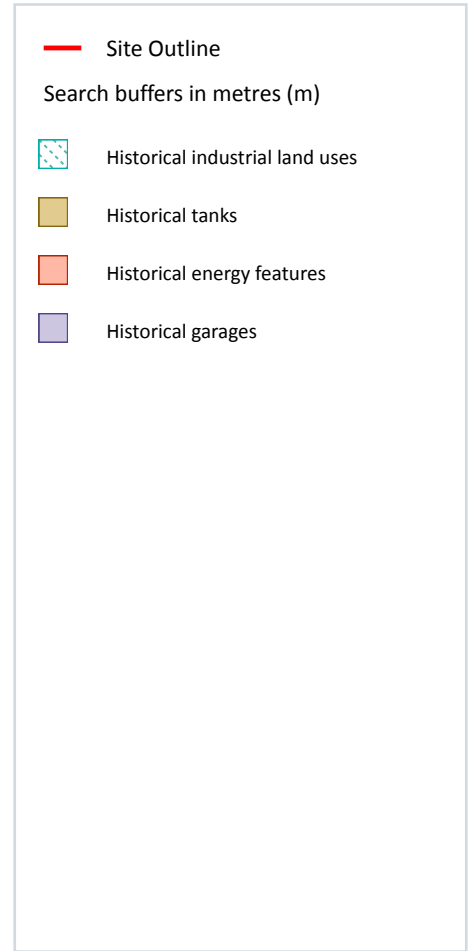 Site Outline
Search buffers in metres (m)
Historical industrial land uses
Historical tanks
Historical energy features
Historical garages